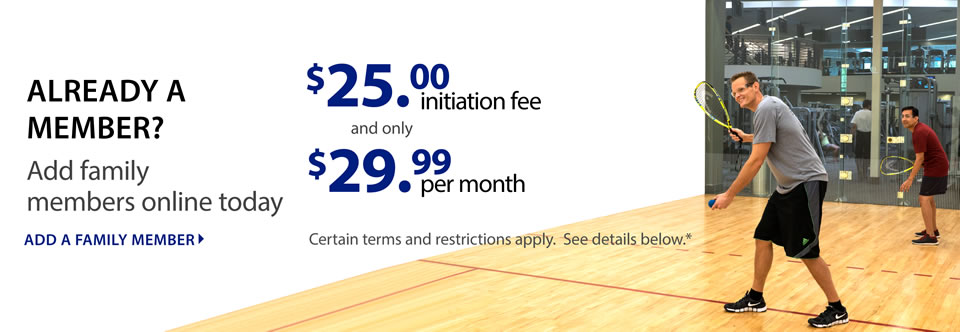 ALREADY A
MEMBER?
Add family
members online today
ADD A FAMILY MEMBER
$25.00
initiation fee
and only
$29.99
per month
Certain terms and restrictions apply.  See details below.*